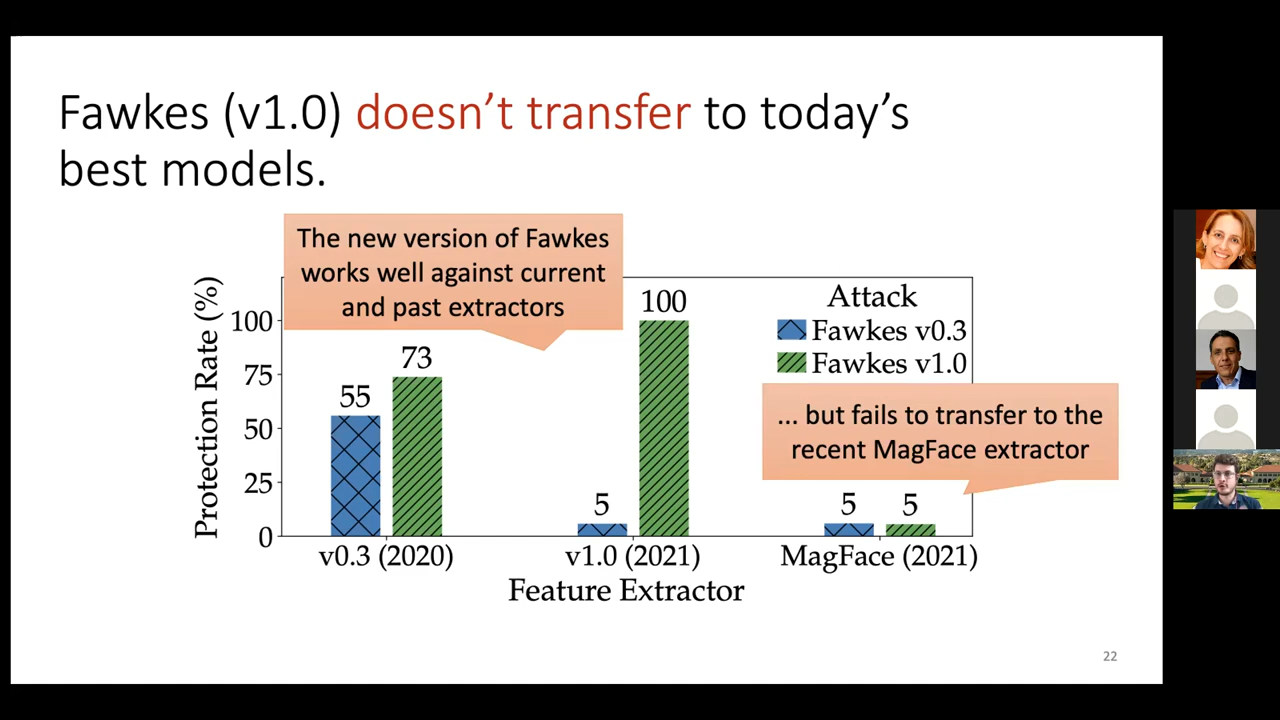 Fawkes (v1.0) doesn't transfer to today's
best models.
The new version of Fawkes
works well against current
and past extractors
... but fails to transfer to the
recent MagFace extractor
Attack
Fawkes v0.3
Fawkes v1.0
Protection Rate (%)
100
75
50
25
0
55
73
5
100
5
5
v0.3 (2020)
v1.0 (2021)
MagFace (2021)
Feature Extractor
22